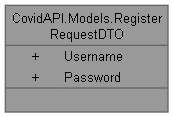 CovidAPI.Models.Register
RequestDTO
+ Username
+ Password